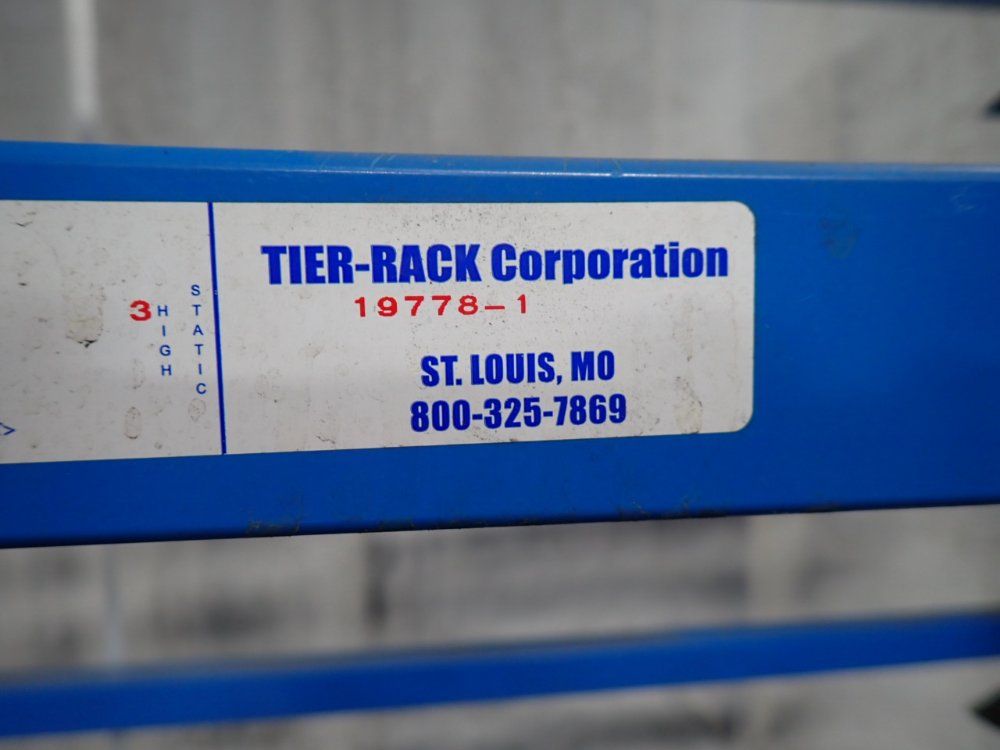 3 HIGH STATIC
TIER-RACK Corporation
19778-1
ST. LOUIS, MO
800-325-7869